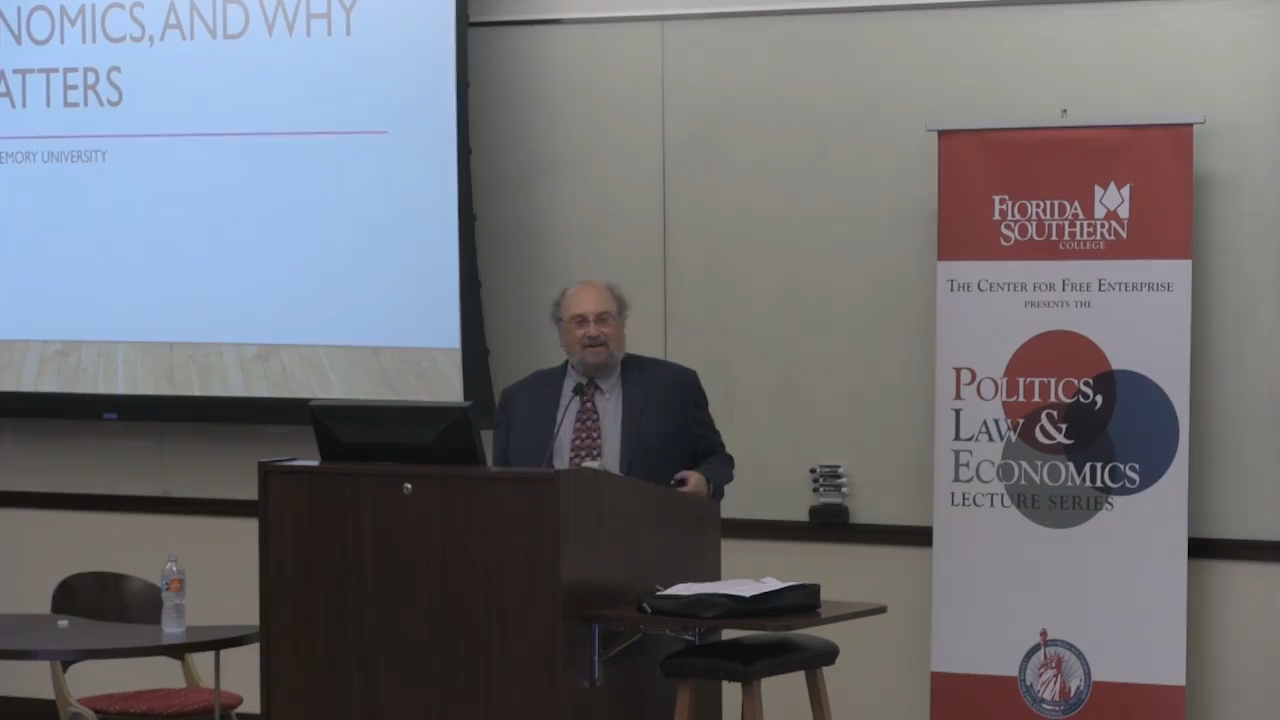 NOMICS, AND WHY
ATTERS
EMORY UNIVERSITY
FLORIDA
SOUTHERN
COLLEGE
THE CENTER FOR FREE ENTERPRISE
PRESENTS THE
POLITICS,
LAW &
ECONOMICS
LECTURE SERIES